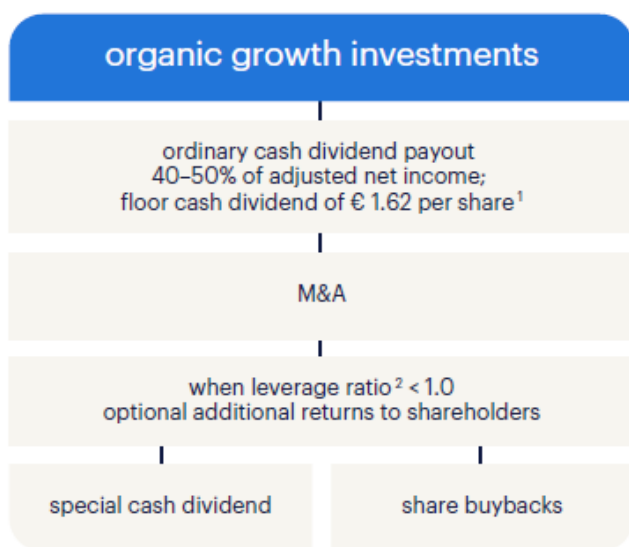 organic growth investments
ordinary cash dividend payout
40–50% of adjusted net income;
floor cash dividend of € 1.62 per share¹
M&A
when leverage ratio² < 1.0
optional additional returns to shareholders
special cash dividend
share buybacks